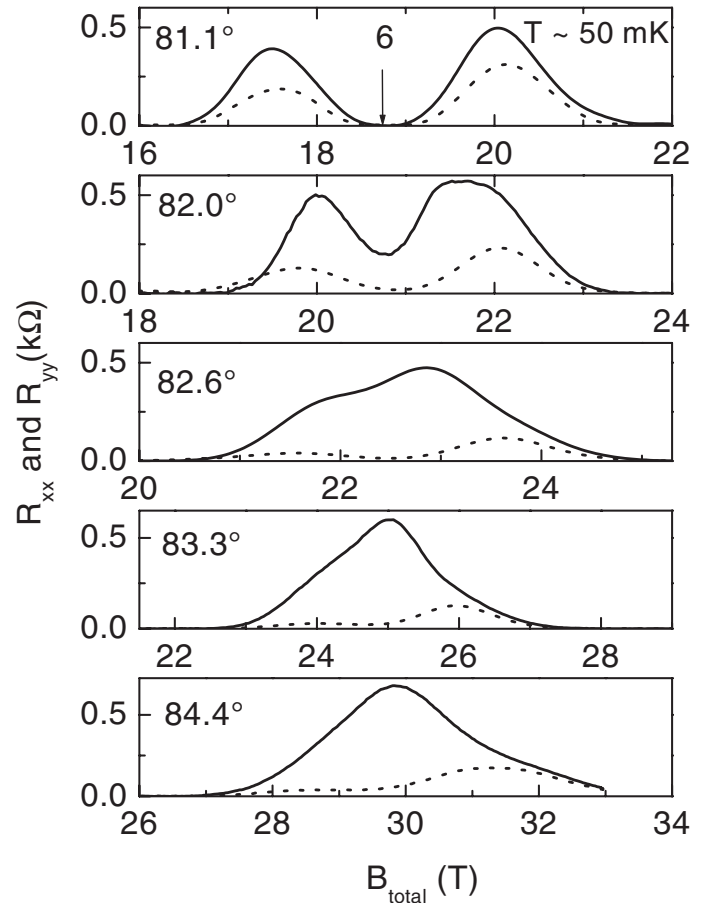 0.5 81.1° 6 T ~ 50 mK
0.0
16 18 20 22
0.5 82.0°
0.0
18 20 22 24
0.5 82.6°
0.0
20 22 24
0.5 83.3°
0.0
22 24 26 28
0.5 84.4°
0.0
26 28 30 32 34
R_xx and R_yy(kΩ)
B_total (T)